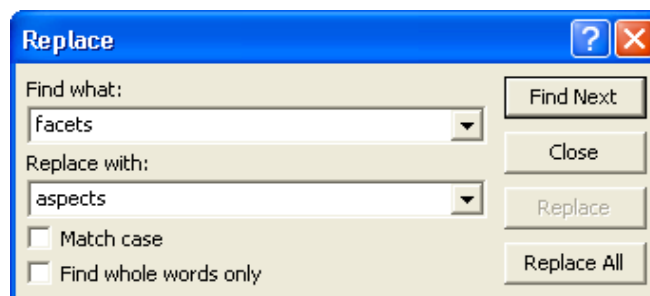 Replace
Find what:
facets
Replace with:
aspects
Match case
Find whole words only
Find Next
Close
Replace
Replace All